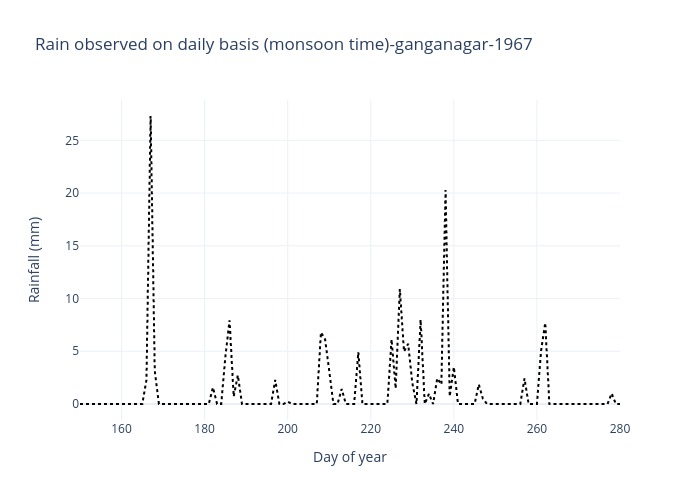 Rain observed on daily basis (monsoon time)-ganganagar-1967
25
20
15
10
5
0
Rainfall (mm)
160 180 200 220 240 260 280
Day of year